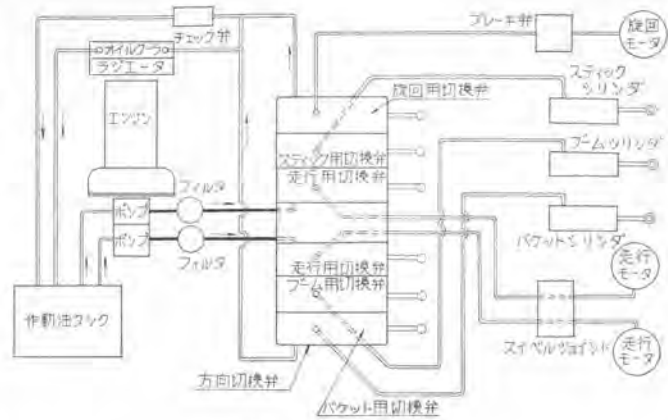 チェック弁
オイルクーラ
ラジエータ
エンジン
ポンプ
フィルタ
ポンプ
フィルタ
作動油タンク
旋回用切換弁
スティック用切換弁
走行用切換弁
走行用切換弁
ブーム用切換弁
方向切換弁
バケット用切換弁
ブレーキ弁
旋回
モータ
スティック
シリンダ
ブームシリンダ
バケットシリンダ
走行
モータ
スイベルジョイント
走行
モータ